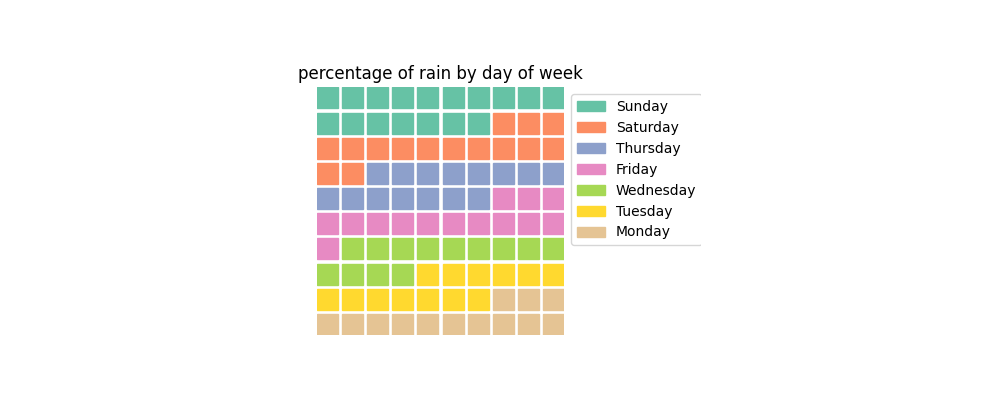 percentage of rain by day of week
Sunday
Saturday
Thursday
Friday
Wednesday
Tuesday
Monday